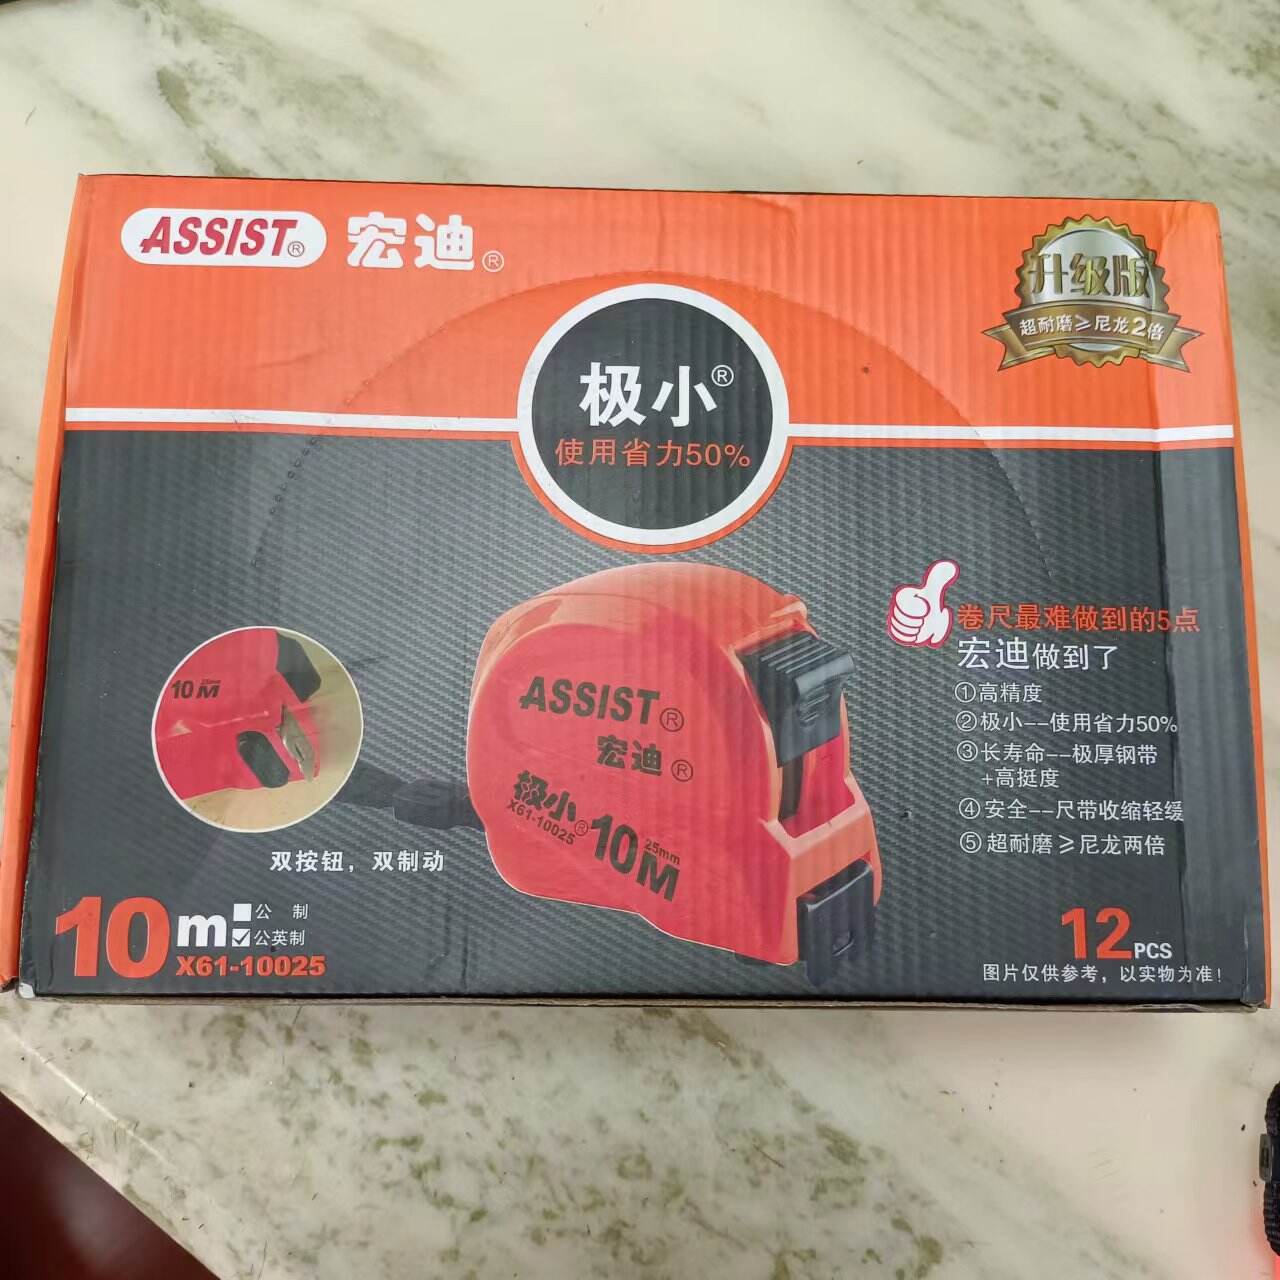 ASSIST® 宏迪®
升级版
超耐磨≥尼龙2倍
极小®
使用省力50%
卷尺最难做到的5点
宏迪做到了
①高精度
②极小--使用省力50%
③长寿命--极厚钢带
+高挺度
④安全--尺带收缩轻缓
⑤超耐磨≥尼龙两倍
10M 25mm
双按钮，双制动
ASSIST®
宏迪®
极小®
X61-10025
10M 25mm
10m 公 制
公英制
X61-10025
12PCS
图片仅供参考，以实物为准!